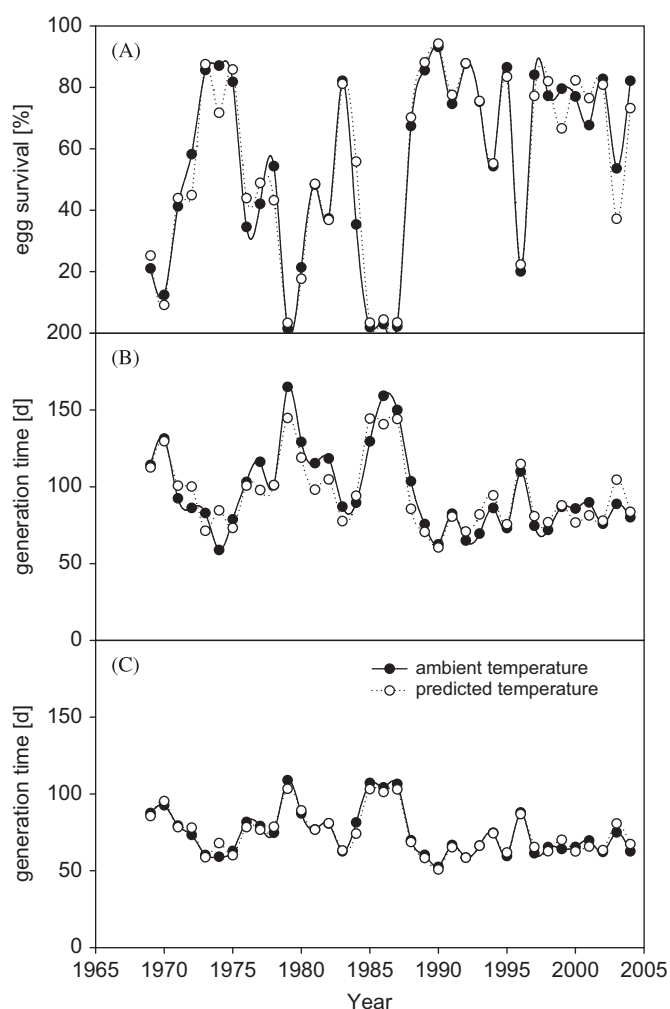 (A)
egg survival [%]
100
80
60
40
20
200
(B)
generation time [d]
150
100
50
0
(C)
ambient temperature
predicted temperature
generation time [d]
150
100
50
0
1965 1970 1975 1980 1985 1990 1995 2000 2005
Year